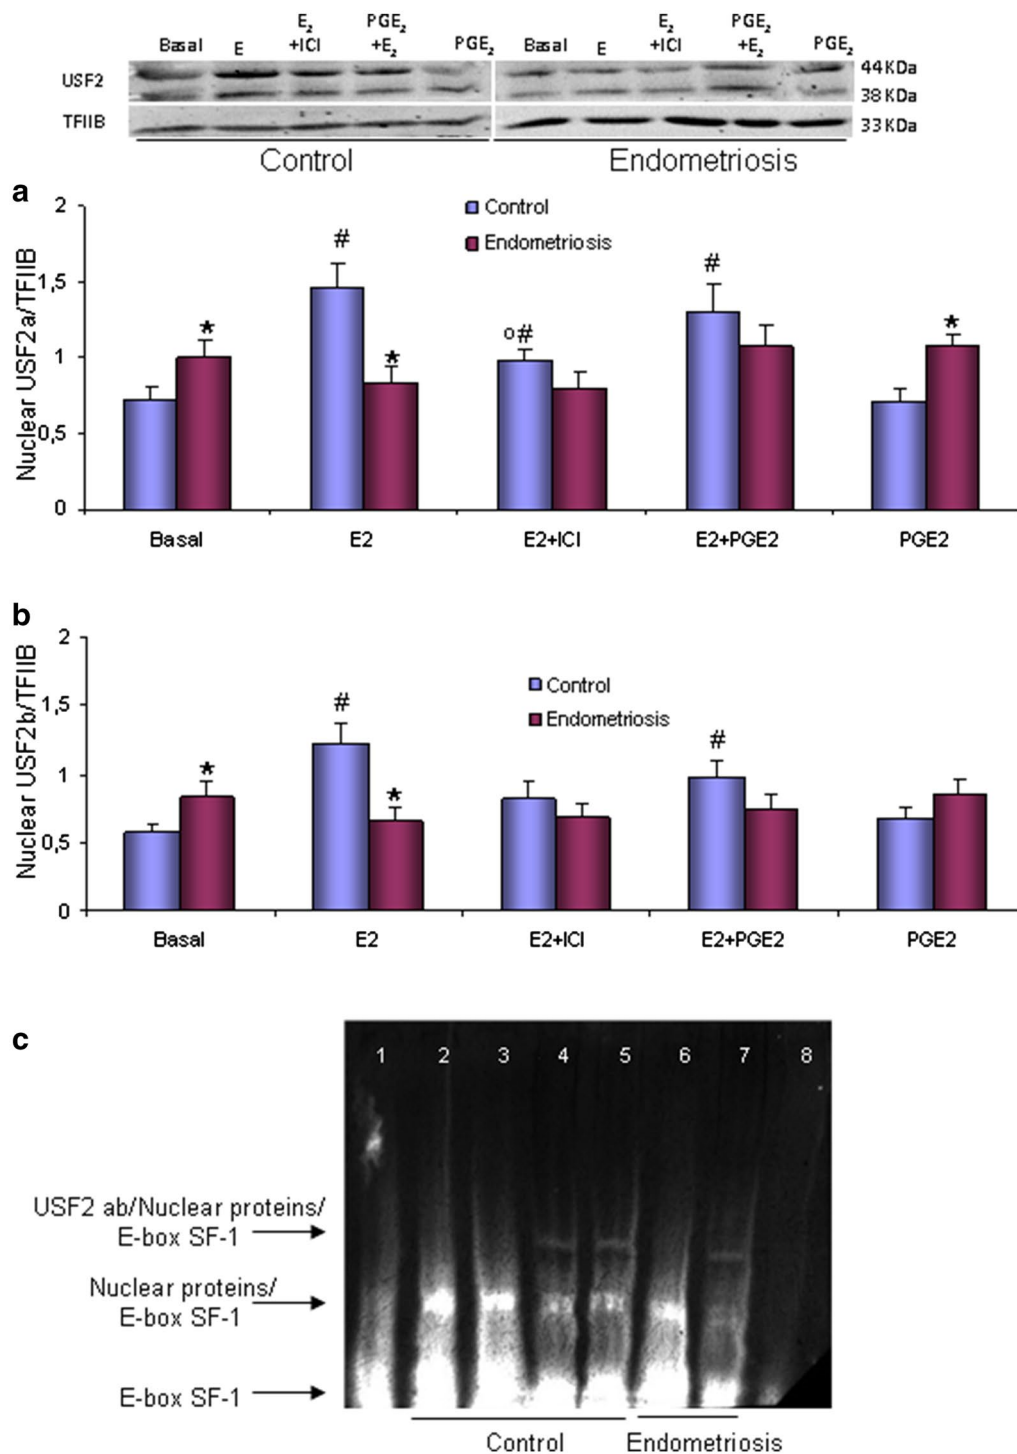 E₂ PGE₂
Basal E +ICI +E₂ PGE₂ Basal E +ICI +E₂ PGE₂
E₂ PGE₂
USF2 44KDa
38 KDa
TFIIB 33KDa
Control Endometriosis
a
Nuclear USF2a/TFIIB
2
1,5
1
0,5
0
Control
Endometriosis
# * * o# # *
Basal E2 E2+ICI E2+PGE2 PGE2
b
Nuclear USF2b/TFIIB
2
1,5
1
0,5
0
Control
Endometriosis
* # * #
Basal E2 E2+ICI E2+PGE2 PGE2
c
1 2 3 4 5 6 7 8
USF2 ab/Nuclear proteins/
E-box SF-1
Nuclear proteins/
E-box SF-1
E-box SF-1
Control Endometriosis